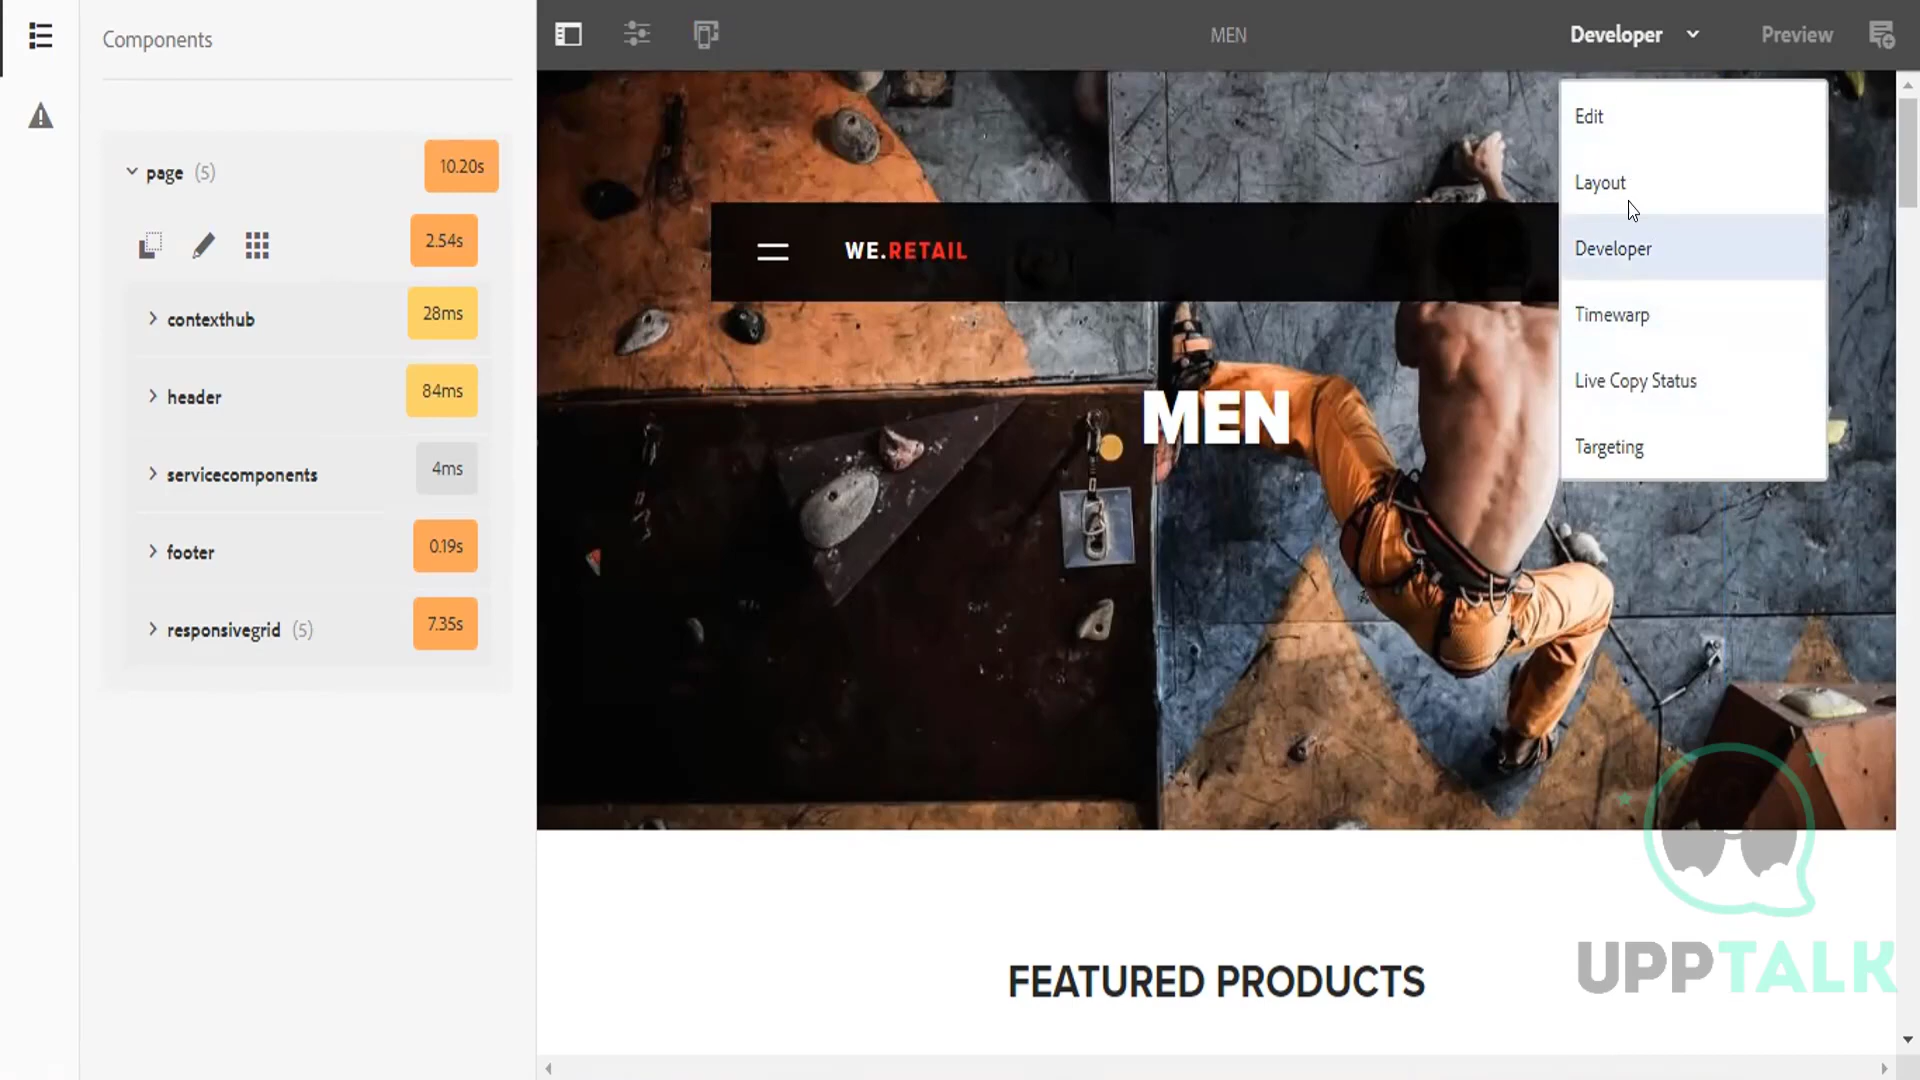 Components
page (5)
10.20s
2.54s
contexthub
28ms
header
84ms
servicecomponents
4ms
footer
0.19s
responsivegrid (5)
7.35s
MEN
Developer
Preview
Edit
Layout
Developer
Timewarp
Live Copy Status
Targeting
WE.RETAIL
MEN
FEATURED PRODUCTS
UPPTALK